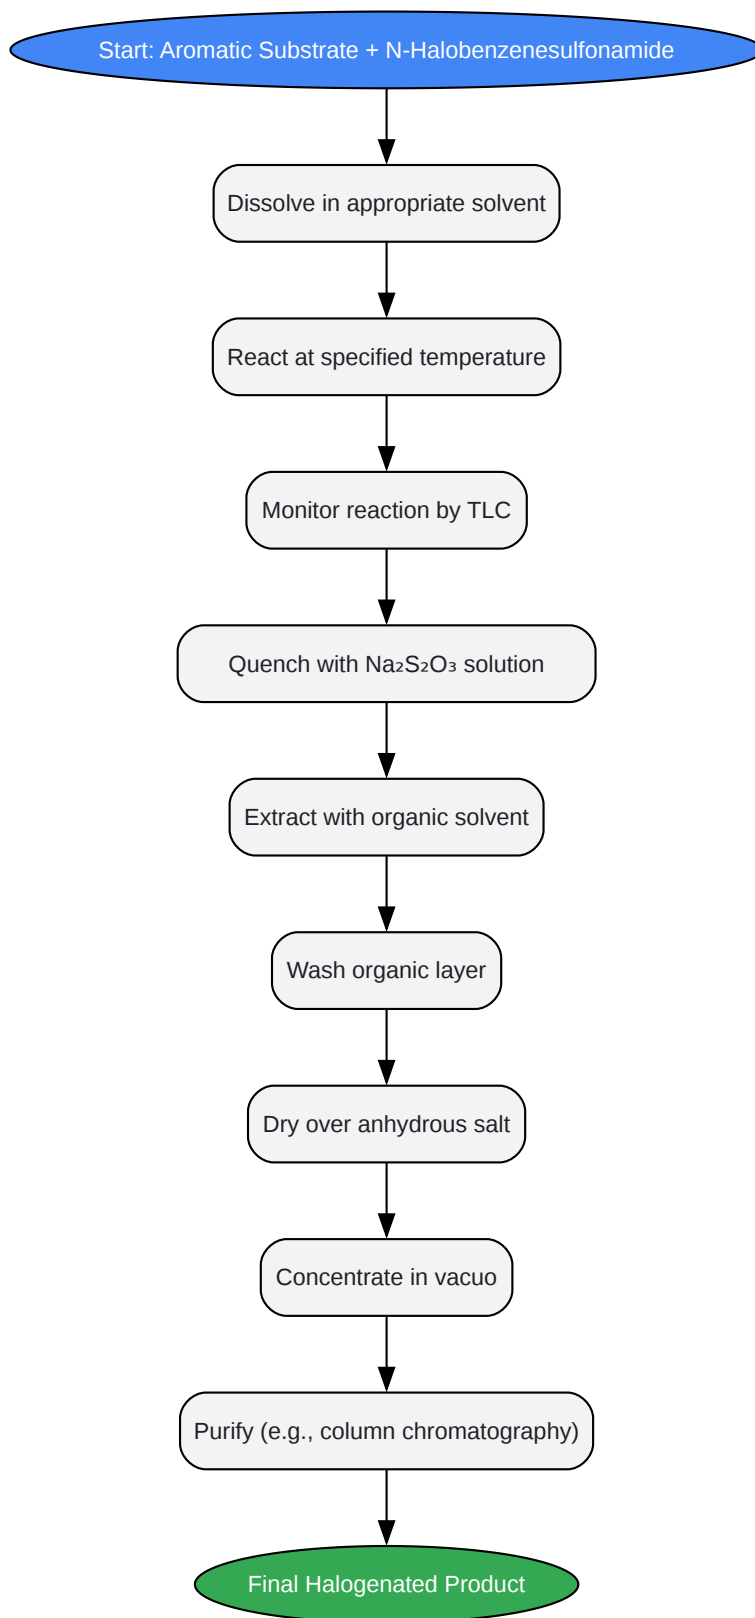 Start: Aromatic Substrate + N-Halobenzenesulfonamide
Dissolve in appropriate solvent
React at specified temperature
Monitor reaction by TLC
Quench with Na₂S₂O₃ solution
Extract with organic solvent
Wash organic layer
Dry over anhydrous salt
Concentrate in vacuo
Purify (e.g., column chromatography)
Final Halogenated Product